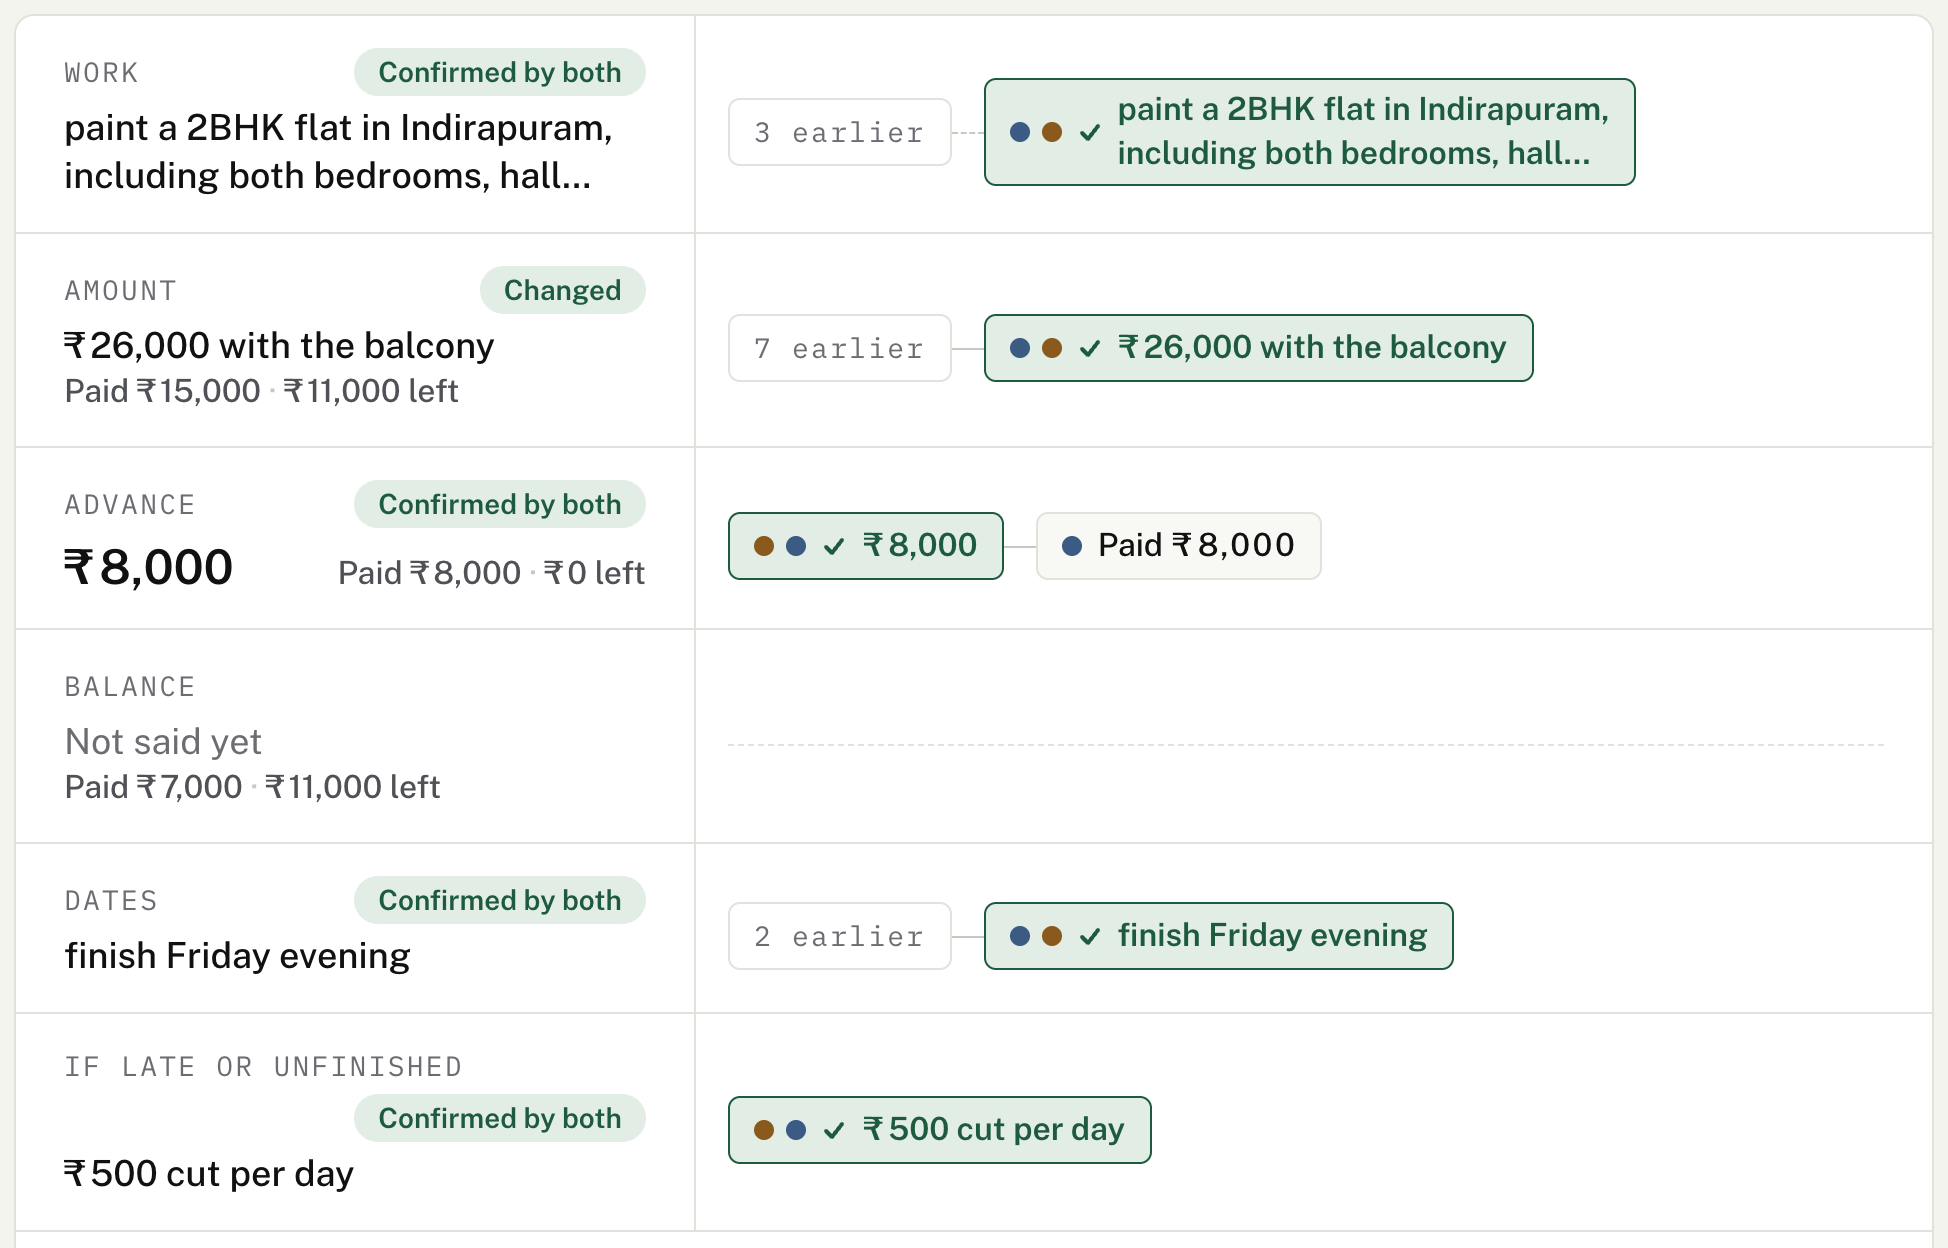 WORK
Confirmed by both
paint a 2BHK flat in Indirapuram,
including both bedrooms, hall...
3 earlier
paint a 2BHK flat in Indirapuram,
including both bedrooms, hall...
AMOUNT
Changed
₹26,000 with the balcony
Paid ₹15,000 · ₹11,000 left
7 earlier
₹26,000 with the balcony
ADVANCE
Confirmed by both
₹8,000
Paid ₹8,000 · ₹0 left
₹8,000
Paid ₹8,000
BALANCE
Not said yet
Paid ₹7,000 · ₹11,000 left
DATES
Confirmed by both
finish Friday evening
2 earlier
finish Friday evening
IF LATE OR UNFINISHED
Confirmed by both
₹500 cut per day
₹500 cut per day